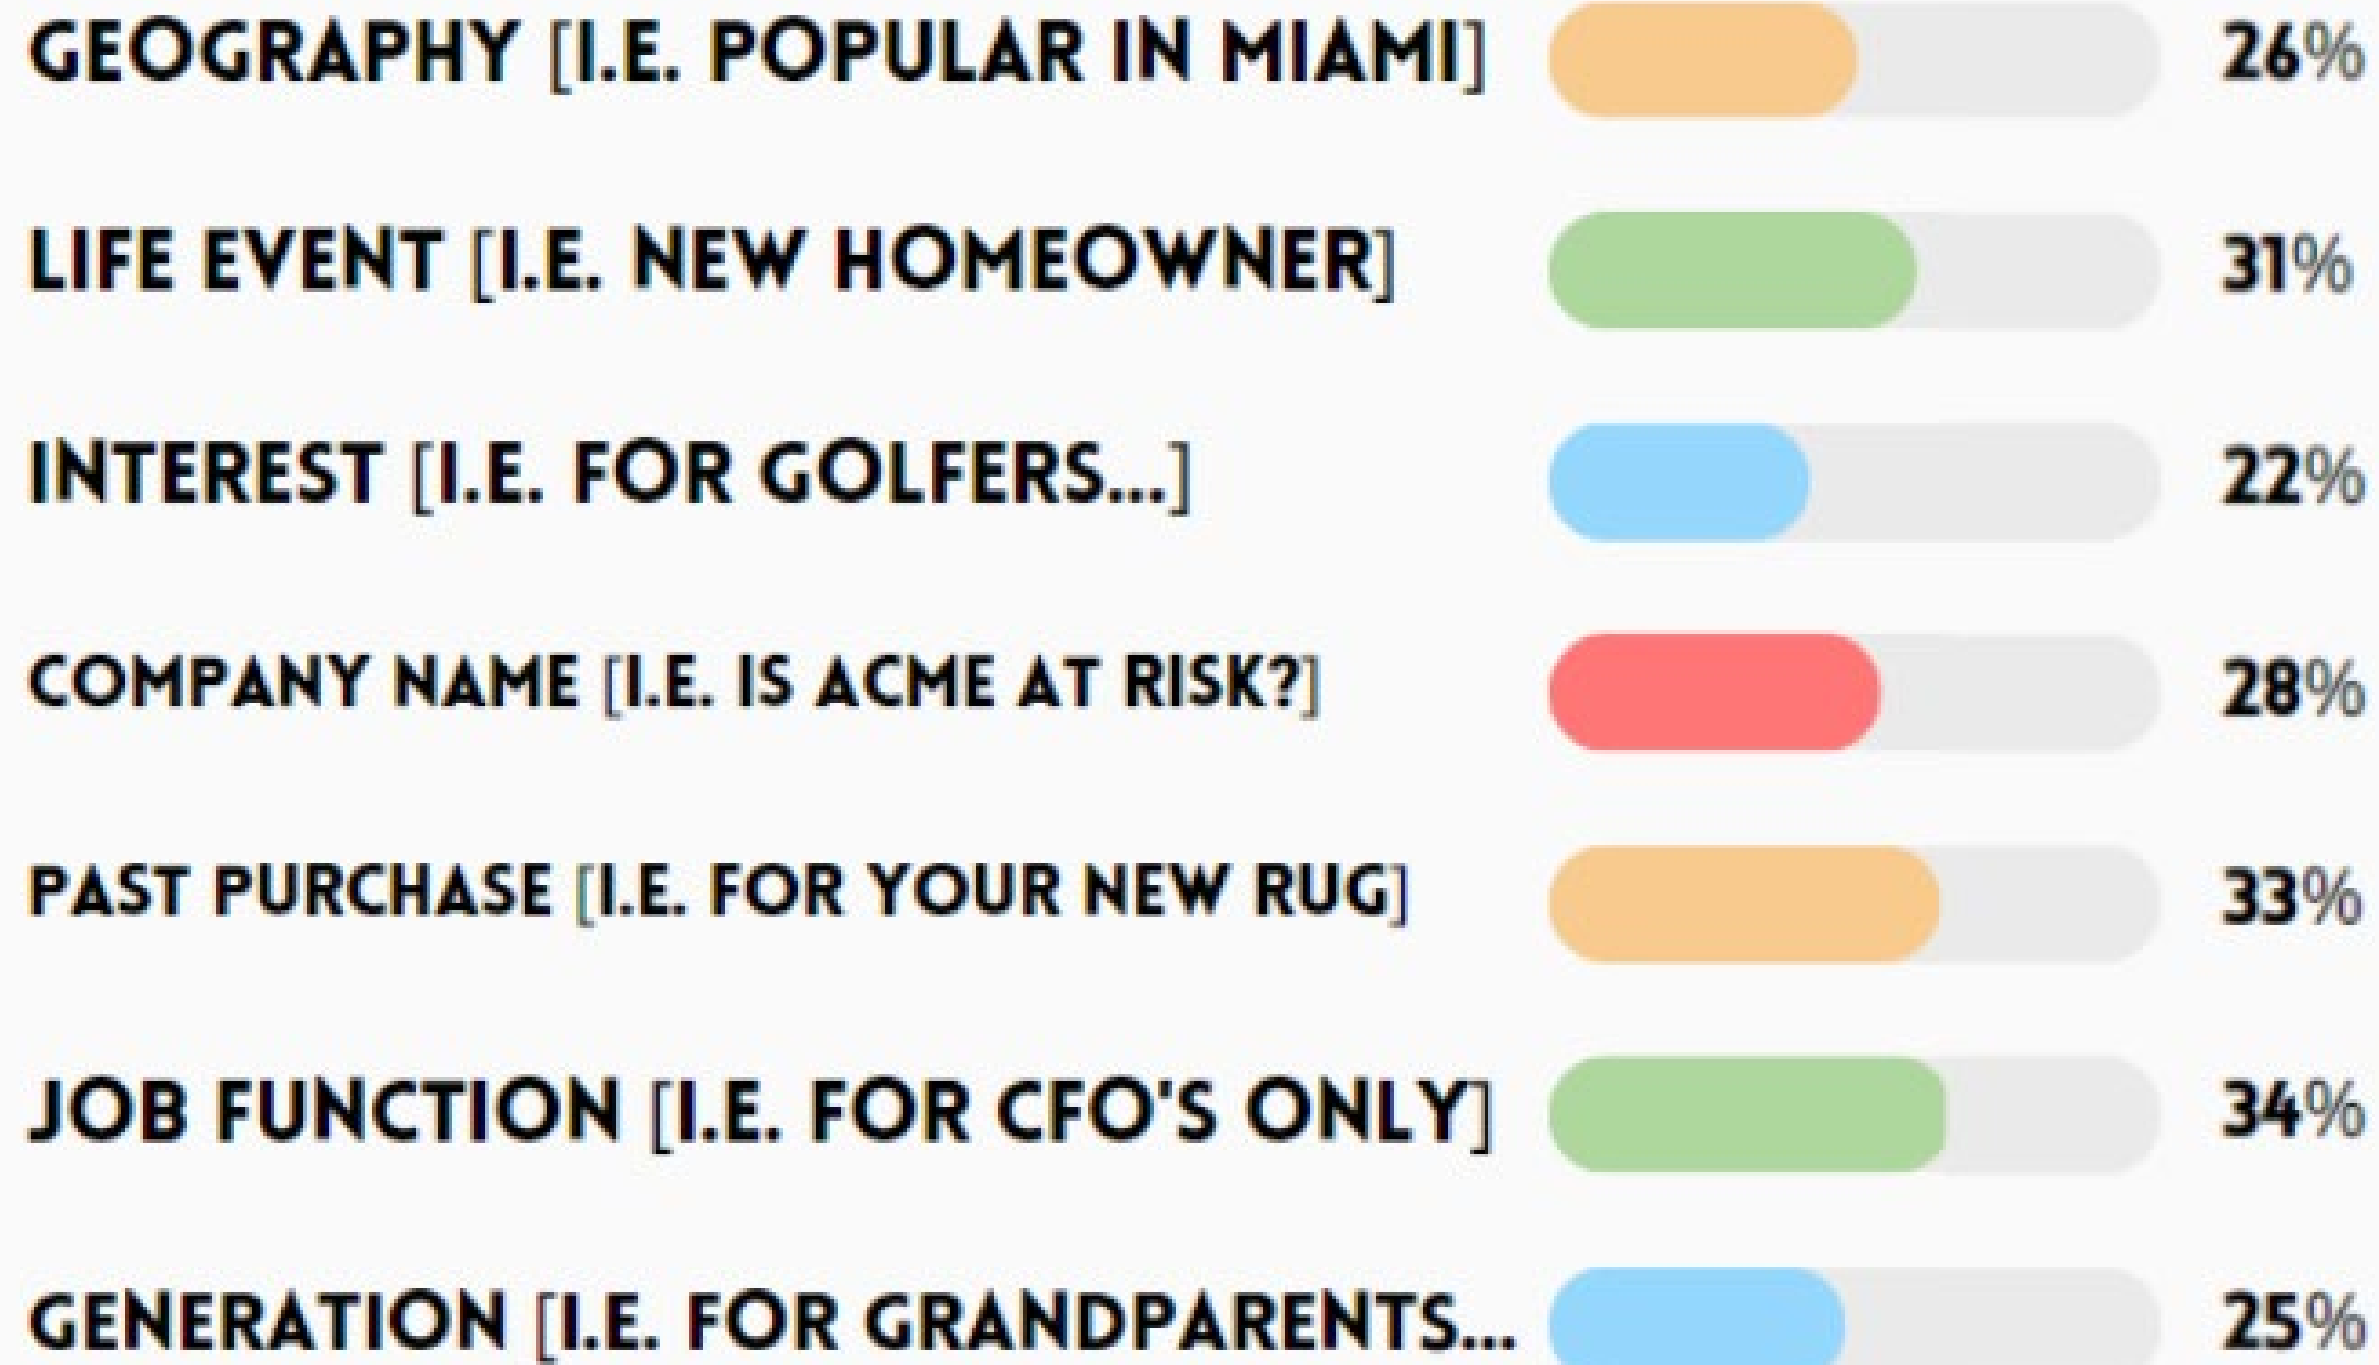 GEOGRAPHY [I.E. POPULAR IN MIAMI] 26%
LIFE EVENT [I.E. NEW HOMEOWNER] 31%
INTEREST [I.E. FOR GOLFERS...] 22%
COMPANY NAME [I.E. IS ACME AT RISK?] 28%
PAST PURCHASE [I.E. FOR YOUR NEW RUG] 33%
JOB FUNCTION [I.E. FOR CFO'S ONLY] 34%
GENERATION [I.E. FOR GRANDPARENTS... 25%